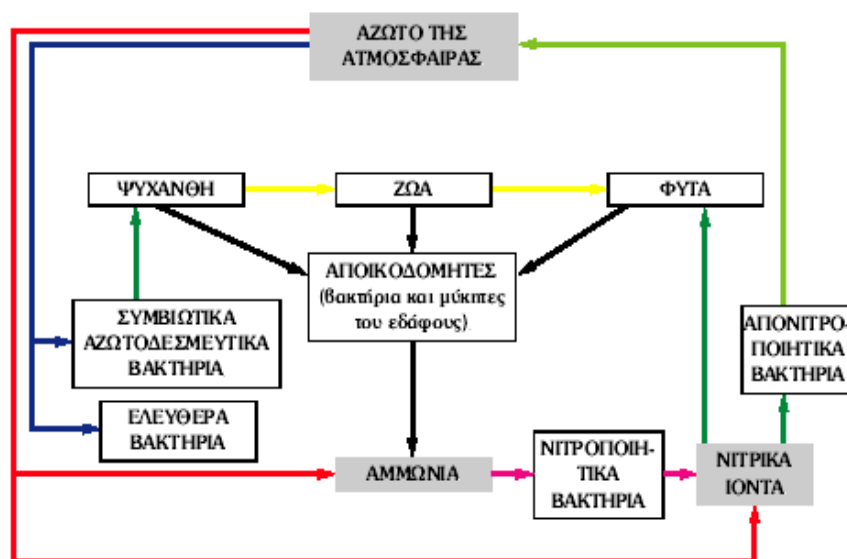 ΑΖΩΤΟ ΤΗΣ
ΑΤΜΟΣΦΑΙΡΑΣ
ΨΥΧΑΝΘΗ
ΖΩΑ
ΦΥΤΑ
ΑΠΟΙΚΟΔΟΜΗΤΕΣ
(βακτήρια και μύκητες
του εδάφους)
ΣΥΜΒΙΩΤΙΚΑ
ΑΖΩΤΟΔΕΣΜΕΥΤΙΚΑ
ΒΑΚΤΗΡΙΑ
ΑΠΟΝΙΤΡΟ-
ΠΟΙΗΤΙΚΑ
ΒΑΚΤΗΡΙΑ
ΕΛΕΥΘΕΡΑ
ΒΑΚΤΗΡΙΑ
ΑΜΜΩΝΙΑ
ΝΙΤΡΟΠΟΙΗ-
ΤΙΚΑ
ΒΑΚΤΗΡΙΑ
ΝΙΤΡΙΚΑ
ΙΟΝΤΑ